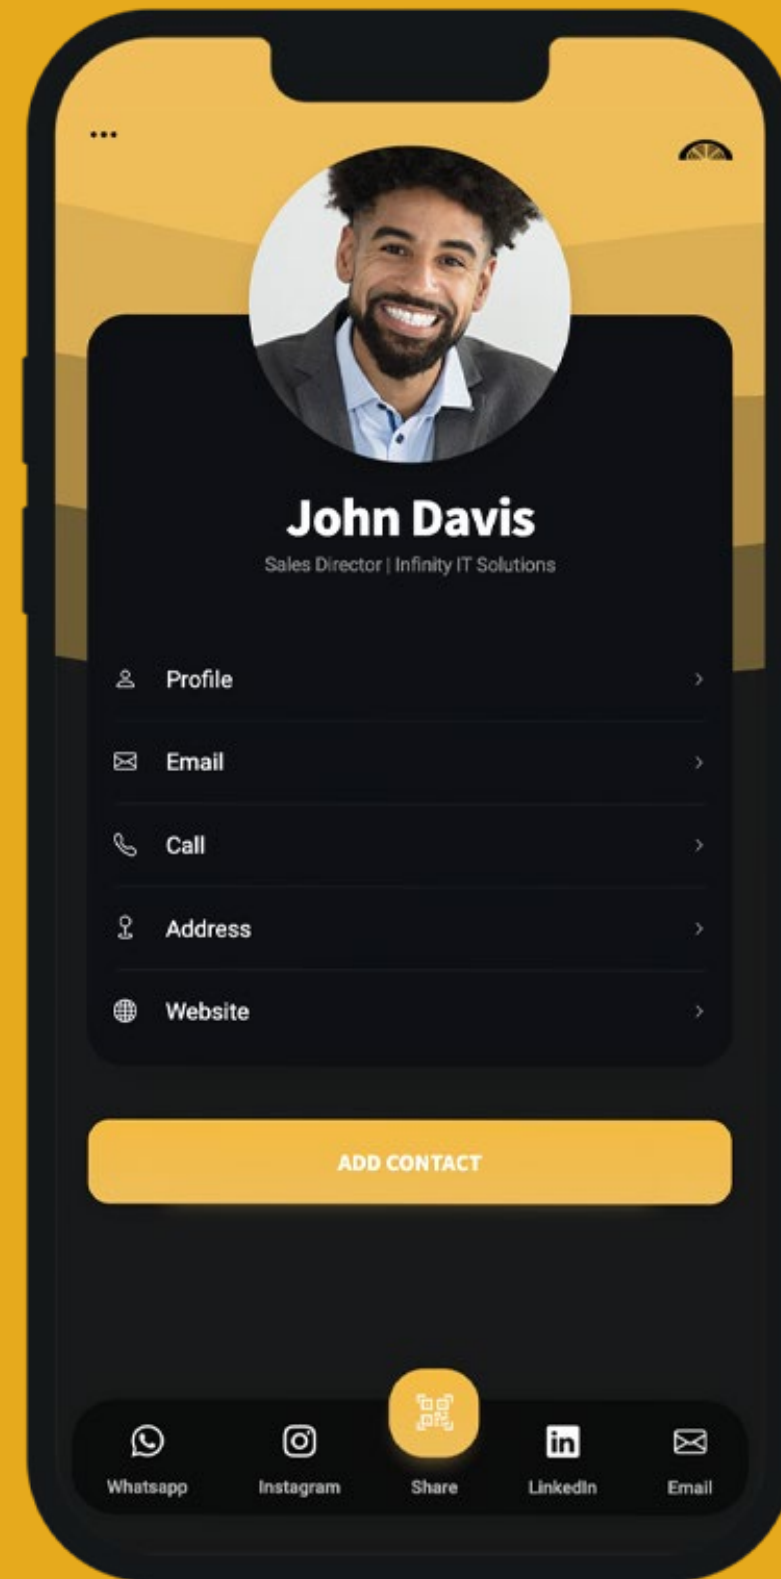 John Davis
Sales Director | Infinity IT Solutions
Profile
Email
Call
Address
Website
ADD CONTACT
Whatsapp
Instagram
Share
LinkedIn
Email